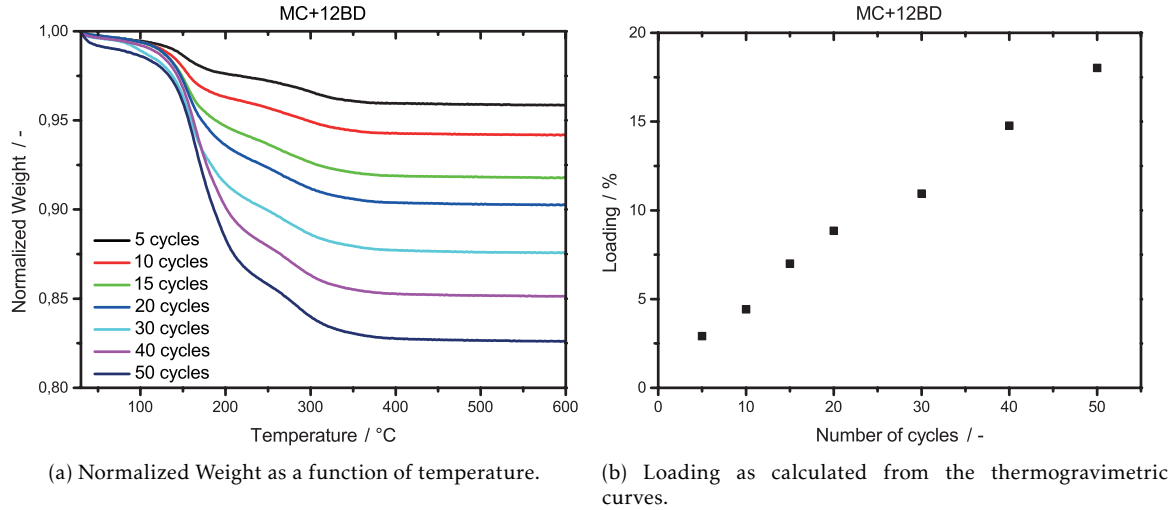 MC+12BD
1,00
0,95
0,90
0,85
0,80
Normalized Weight / -
5 cycles
10 cycles
15 cycles
20 cycles
30 cycles
40 cycles
50 cycles
100 200 300 400 500 600
Temperature / °C
(a) Normalized Weight as a function of temperature.
MC+12BD
20
15
10
5
0
Loading / %
0 10 20 30 40 50
Number of cycles / -
(b) Loading as calculated from the thermogravimetric
curves.